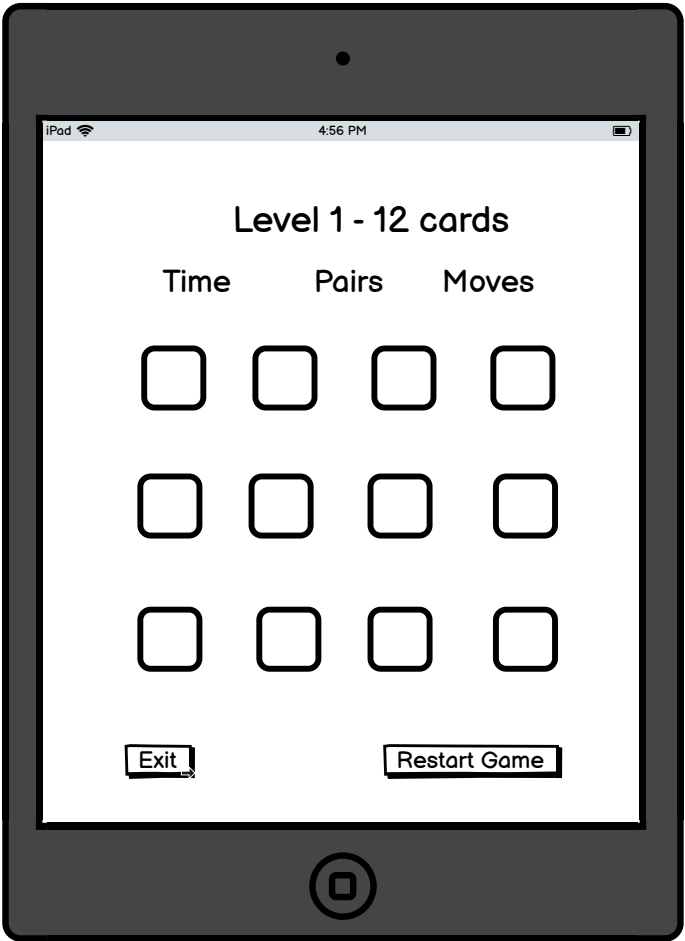 iPad 4:56 PM
Level 1 - 12 cards
Time Pairs Moves
Exit Restart Game